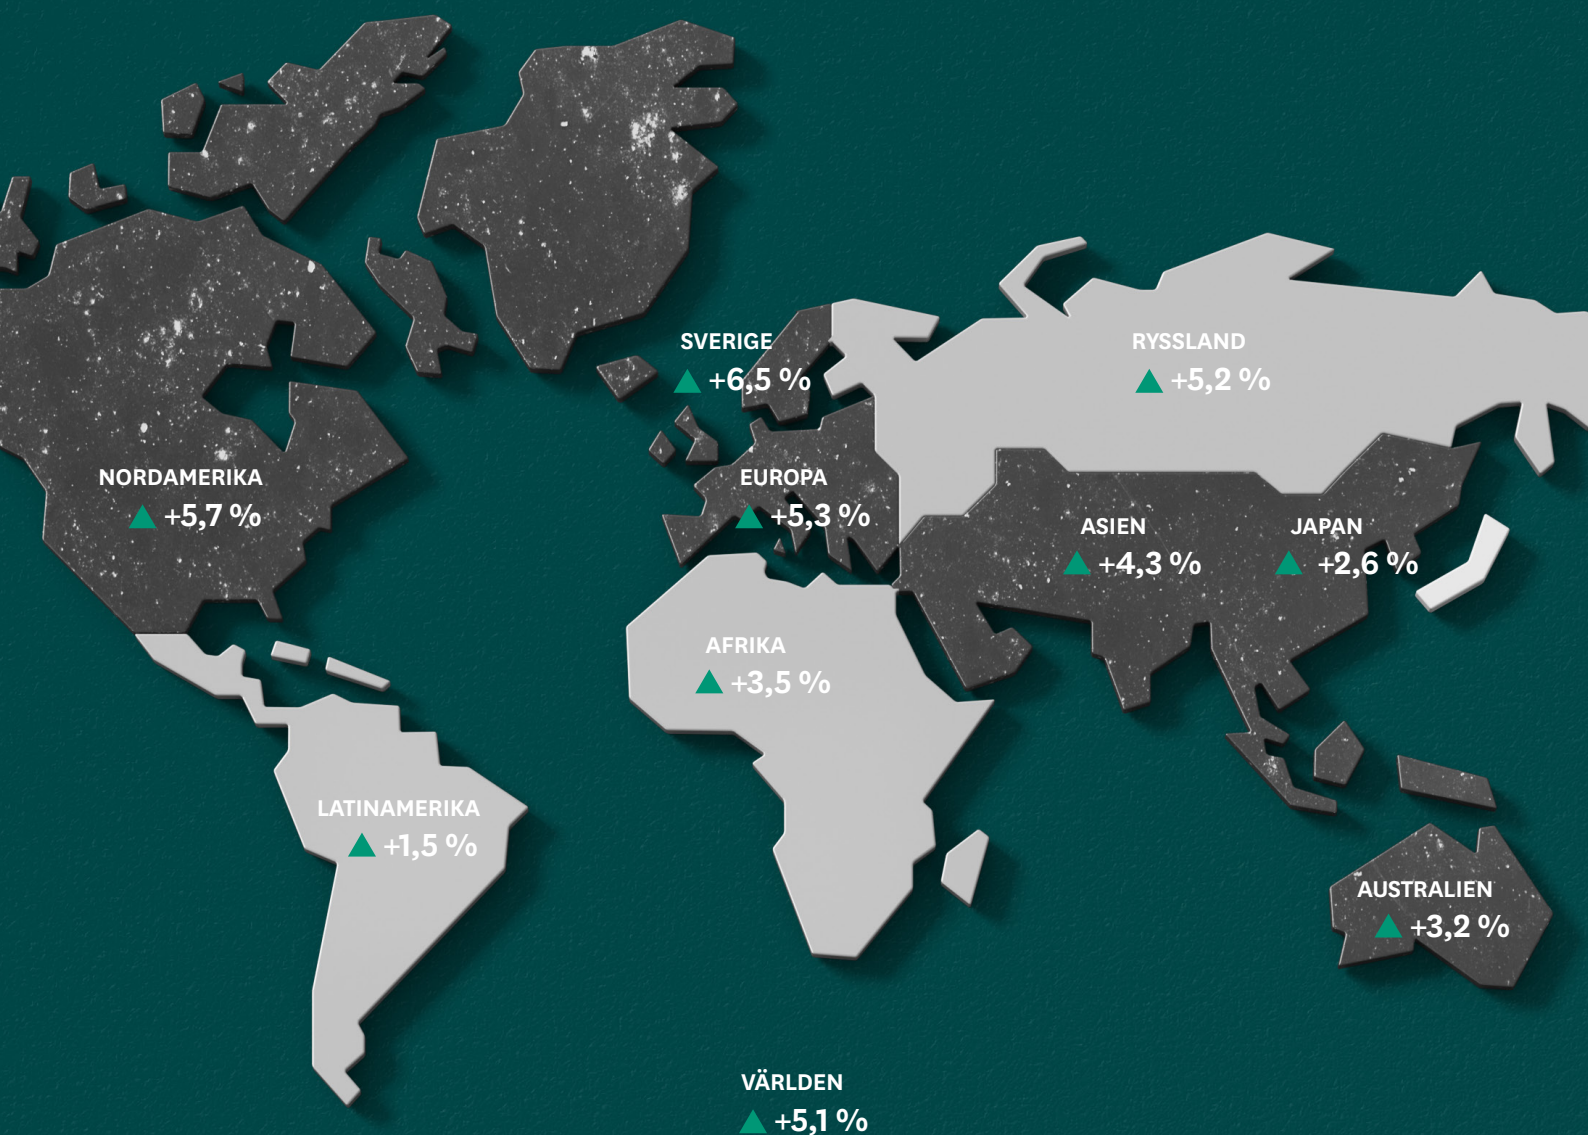 SVERIGE
▲ +6,5 %
RYSSLAND
▲ +5,2 %
NORDAMERIKA
▲ +5,7 %
EUROPA
▲ +5,3 %
ASIEN
▲ +4,3 %
JAPAN
▲ +2,6 %
AFRIKA
▲ +3,5 %
LATINAMERIKA
▲ +1,5 %
AUSTRALIEN
▲ +3,2 %
VÄRLDEN
▲ +5,1 %